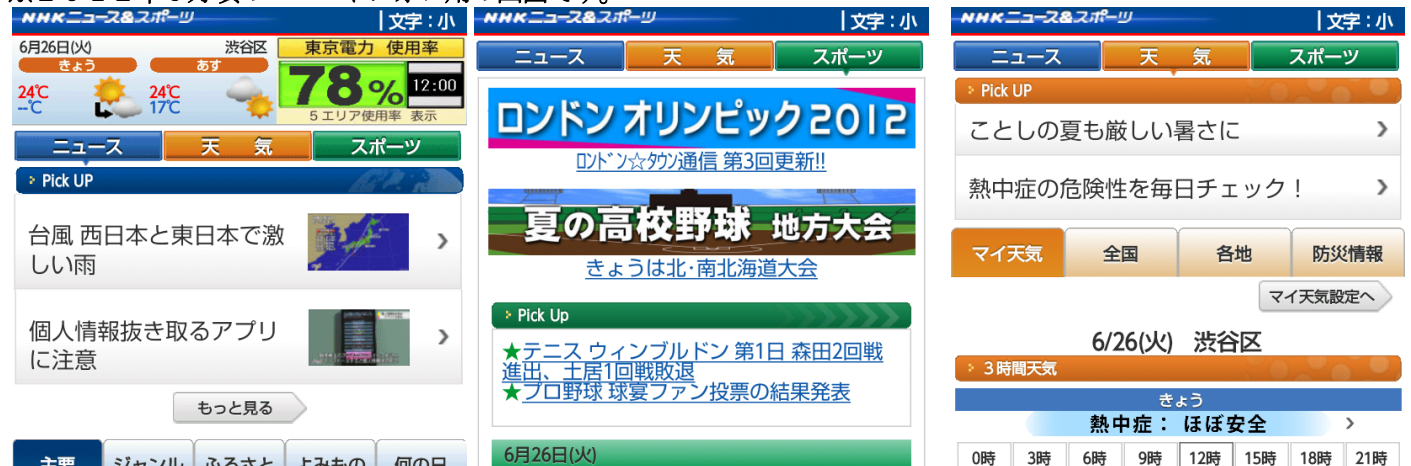 NHKニュース&スポーツ
文字：小
6月26日(火)
渋谷区
きょう
あす
24℃
--℃
24℃
17℃
東京電力 使用率
78%
12:00
5エリア使用率 表示
ニュース
天 気
スポーツ
Pick UP
台風 西日本と東日本で激
しい雨
個人情報抜き取るアプリ
に注意
もっと見る
主要
ジャンル
ふるさと
よみもの
何の日
NHKニュース&スポーツ
文字：小
ニュース
天 気
スポーツ
ロンドンオリンピック2012
ﾛﾝﾄﾞﾝ☆ﾀｳﾝ通信 第3回更新!!
夏の高校野球 地方大会
きょうは北･南北海道大会
Pick Up
★テニス ウィンブルドン 第1日 森田2回戦
進出、土居1回戦敗退
★プロ野球 球宴ファン投票の結果発表
6月26日(火)
NHKニュース&スポーツ
文字：小
ニュース
天 気
スポーツ
Pick UP
ことしの夏も厳しい暑さに
熱中症の危険性を毎日チェック！
マイ天気
全国
各地
防災情報
マイ天気設定へ
6/26(火) 渋谷区
3時間天気
きょう
熱中症： ほぼ安全
0時 3時 6時 9時 12時 15時 18時 21時